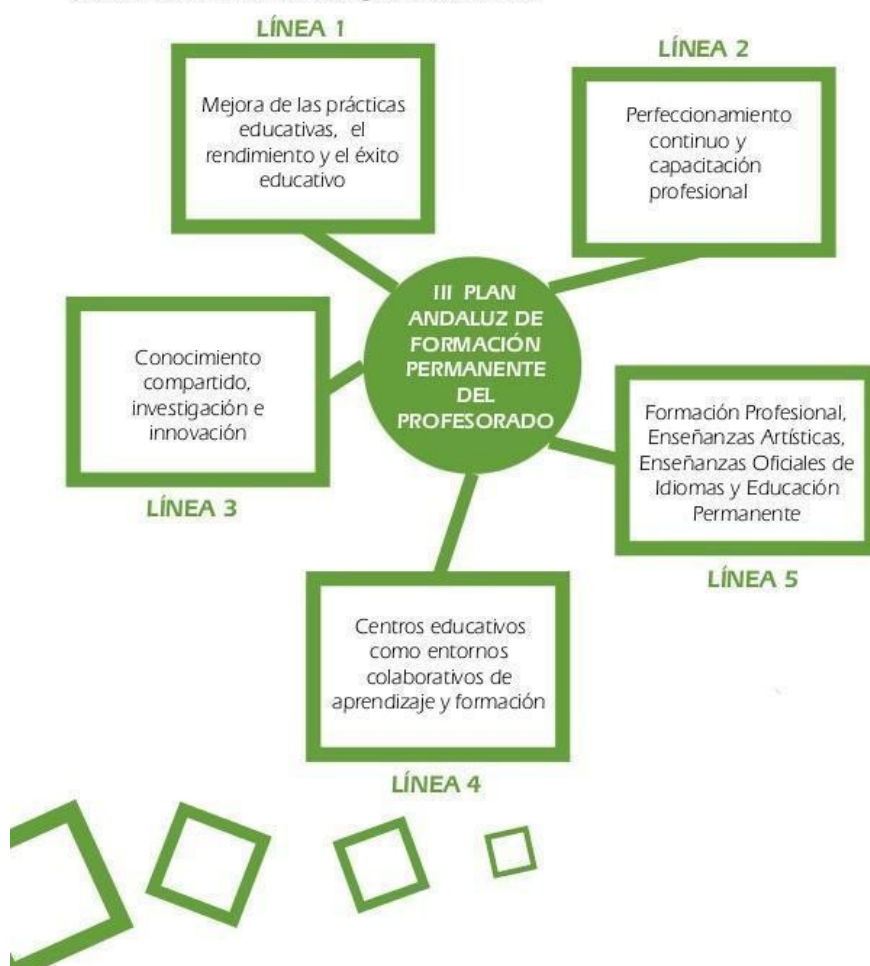 LÍNEA 1
Mejora de las prácticas
educativas, el
rendimiento y el éxito
educativo
LÍNEA 2
Perfeccionamiento
continuo y
capacitación
profesional
III PLAN
ANDALUZ DE
FORMACIÓN
PERMANENTE
DEL
PROFESORADO
Conocimiento
compartido,
investigación e
innovación
LÍNEA 3
Formación Profesional,
Enseñanzas Artísticas,
Enseñanzas Oficiales de
Idiomas y Educación
Permanente
LÍNEA 5
Centros educativos
como entornos
colaborativos de
aprendizaje y formación
LÍNEA 4